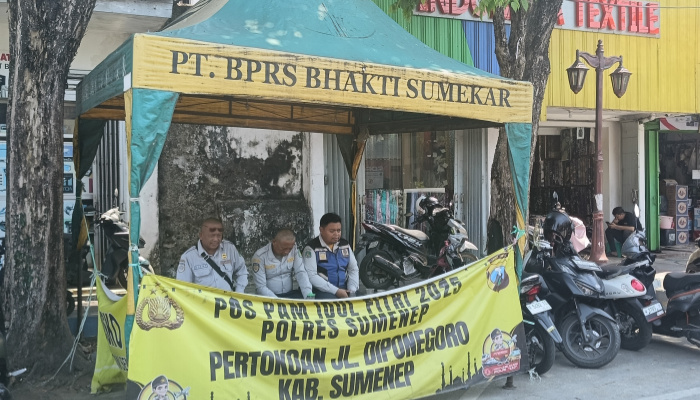 TEXTILE
PT. BPRS BHAKTI SUMEKAR
POS PAM IDUL FITRI 2025
POLRES SUMENEP
PERTOKOAN JL. DIPONEGORO
KAB. SUMENEP